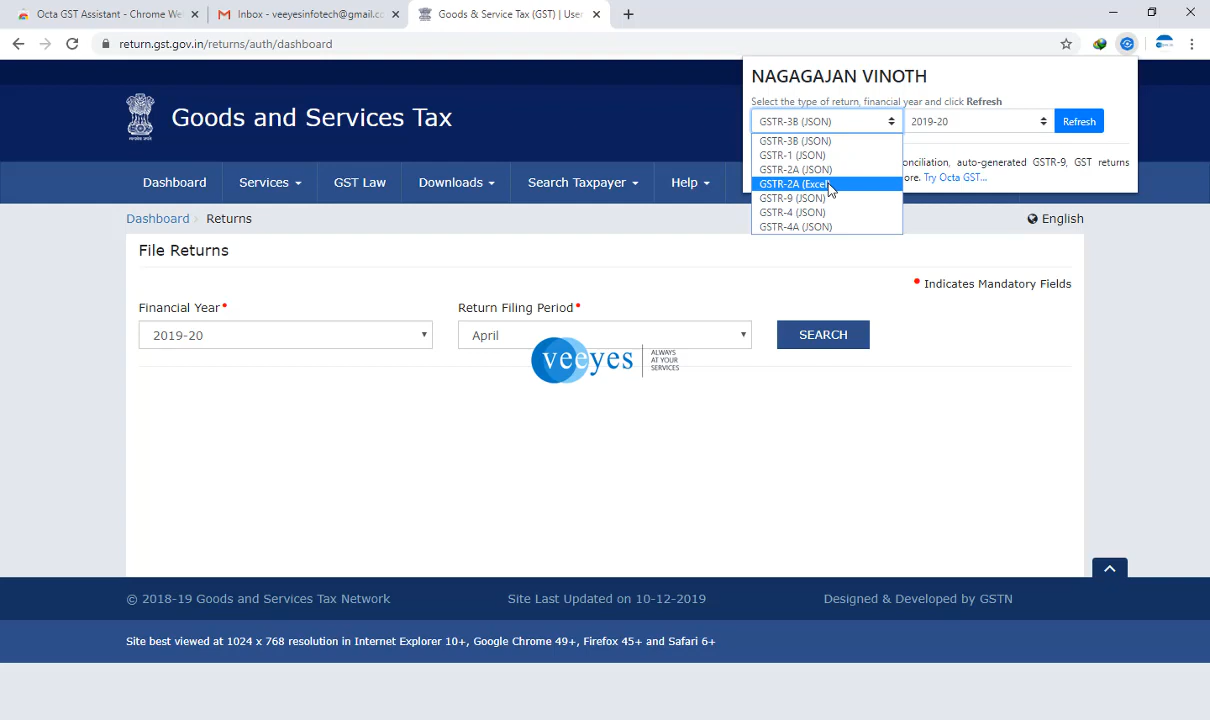 Octa GST Assistant - Chrome We
Inbox - veeyesinfotech@gmail.cc
Goods & Service Tax (GST) | User
return.gst.gov.in/returns/auth/dashboard
NAGAGAJAN VINOTH
Select the type of return, financial year and click Refresh
GSTR-3B (JSON)
2019-20
Refresh
GSTR-3B (JSON)
GSTR-1 (JSON)
GSTR-2A (JSON)
GSTR-2A (Excel)
GSTR-9 (JSON)
GSTR-4 (JSON)
GSTR-4A (JSON)
onciliation, auto-generated GSTR-9, GST returns
ore. Try Octa GST...
Goods and Services Tax
Dashboard
Services
GST Law
Downloads
Search Taxpayer
Help
Dashboard
Returns
English
File Returns
• Indicates Mandatory Fields
Financial Year•
Return Filing Period•
2019-20
April
SEARCH
veeyes
ALWAYS
AT YOUR
SERVICES
© 2018-19 Goods and Services Tax Network
Site Last Updated on 10-12-2019
Designed & Developed by GSTN
Site best viewed at 1024 x 768 resolution in Internet Explorer 10+, Google Chrome 49+, Firefox 45+ and Safari 6+